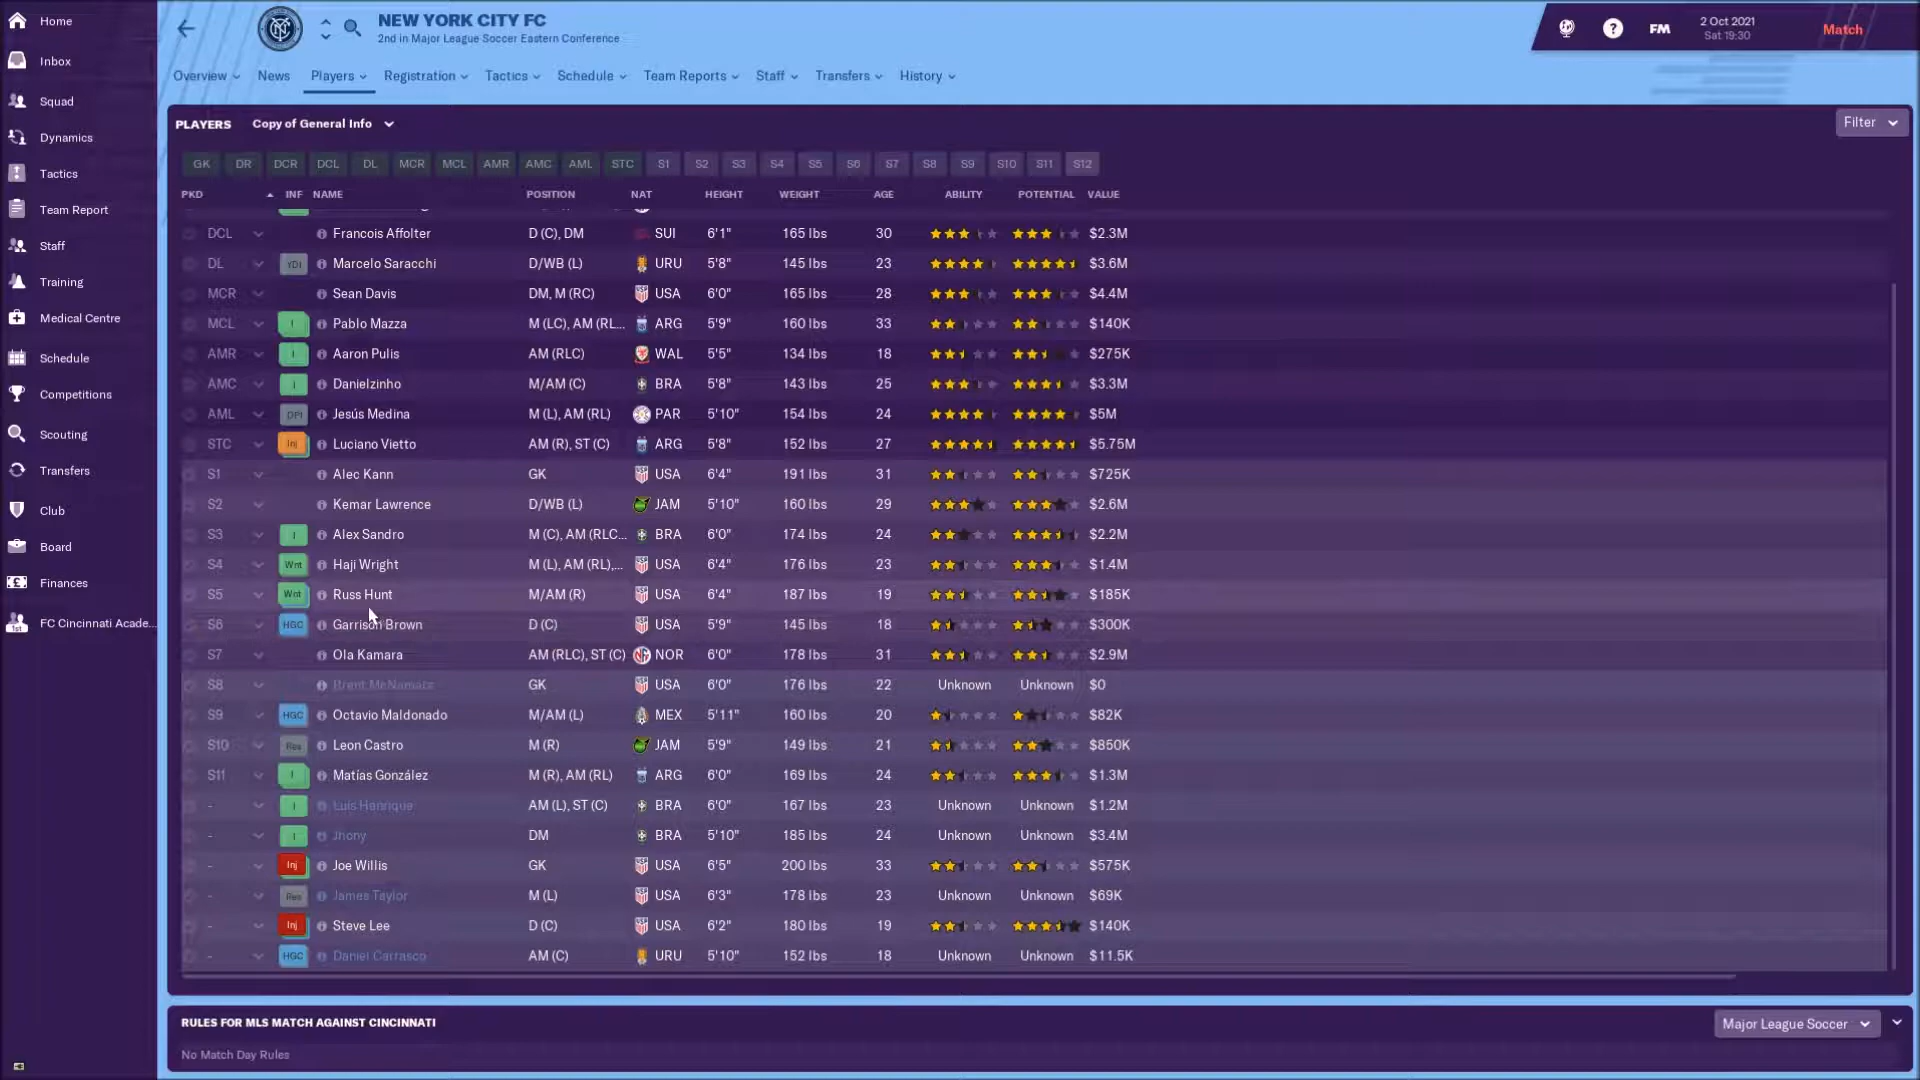 Home
Inbox
Squad
Dynamics
Tactics
Team Report
Staff
Training
Medical Centre
Schedule
Competitions
Scouting
Transfers
Club
Board
Finances
FC Cincinnati Acade...
NEW YORK CITY FC
2nd in Major League Soccer Eastern Conference
FM
2 Oct 2021
Sat 19:30
Match
Overview News Players Registration Tactics Schedule Team Reports Staff Transfers History
PLAYERS Copy of General Info Filter
GK DR DCR DCL DL MCR MCL AMR AMC AML STC S1 S2 S3 S4 S5 S6 S7 S8 S9 S10 S11 S12
PKD INF NAME POSITION NAT HEIGHT WEIGHT AGE ABILITY POTENTIAL VALUE
DCL Francois Affolter D (C), DM SUI 6'1" 165 lbs 30 $2.3M
DL YDI Marcelo Saracchi D/WB (L) URU 5'8" 145 lbs 23 $3.6M
MCR Sean Davis DM, M (RC) USA 6'0" 165 lbs 28 $4.4M
MCL I Pablo Mazza M (LC), AM (RL... ARG 5'9" 160 lbs 33 $140K
AMR I Aaron Pulis AM (RLC) WAL 5'5" 134 lbs 18 $275K
AMC I Danielzinho M/AM (C) BRA 5'8" 143 lbs 25 $3.3M
AML DPl Jesús Medina M (L), AM (RL) PAR 5'10" 154 lbs 24 $5M
STC Inj Luciano Vietto AM (R), ST (C) ARG 5'8" 152 lbs 27 $5.75M
S1 Alec Kann GK USA 6'4" 191 lbs 31 $725K
S2 Kemar Lawrence D/WB (L) JAM 5'10" 160 lbs 29 $2.6M
S3 I Alex Sandro M (C), AM (RLC... BRA 6'0" 174 lbs 24 $2.2M
S4 Wnt Haji Wright M (L), AM (RL),... USA 6'4" 176 lbs 23 $1.4M
S5 Wnt Russ Hunt M/AM (R) USA 6'4" 187 lbs 19 $185K
S6 HGC Garrison Brown D (C) USA 5'9" 145 lbs 18 $300K
S7 Ola Kamara AM (RLC), ST (C) NOR 6'0" 178 lbs 31 $2.9M
S8 Brent McNamara GK USA 6'0" 176 lbs 22 Unknown Unknown $0
S9 HGC Octavio Maldonado M/AM (L) MEX 5'11" 160 lbs 20 $82K
S10 Res Leon Castro M (R) JAM 5'9" 149 lbs 21 $850K
S11 I Matías González M (R), AM (RL) ARG 6'0" 169 lbs 24 $1.3M
- I Luis Henrique AM (L), ST (C) BRA 6'0" 167 lbs 23 Unknown Unknown $1.2M
- I Jhony DM BRA 5'10" 185 lbs 24 Unknown Unknown $3.4M
- Inj Joe Willis GK USA 6'5" 200 lbs 33 $575K
- Res James Taylor M (L) USA 6'3" 178 lbs 23 Unknown Unknown $69K
- Inj Steve Lee D (C) USA 6'2" 180 lbs 19 $140K
- HGC Daniel Carrasco AM (C) URU 5'10" 152 lbs 18 Unknown Unknown $11.5K
RULES FOR MLS MATCH AGAINST CINCINNATI Major League Soccer
No Match Day Rules